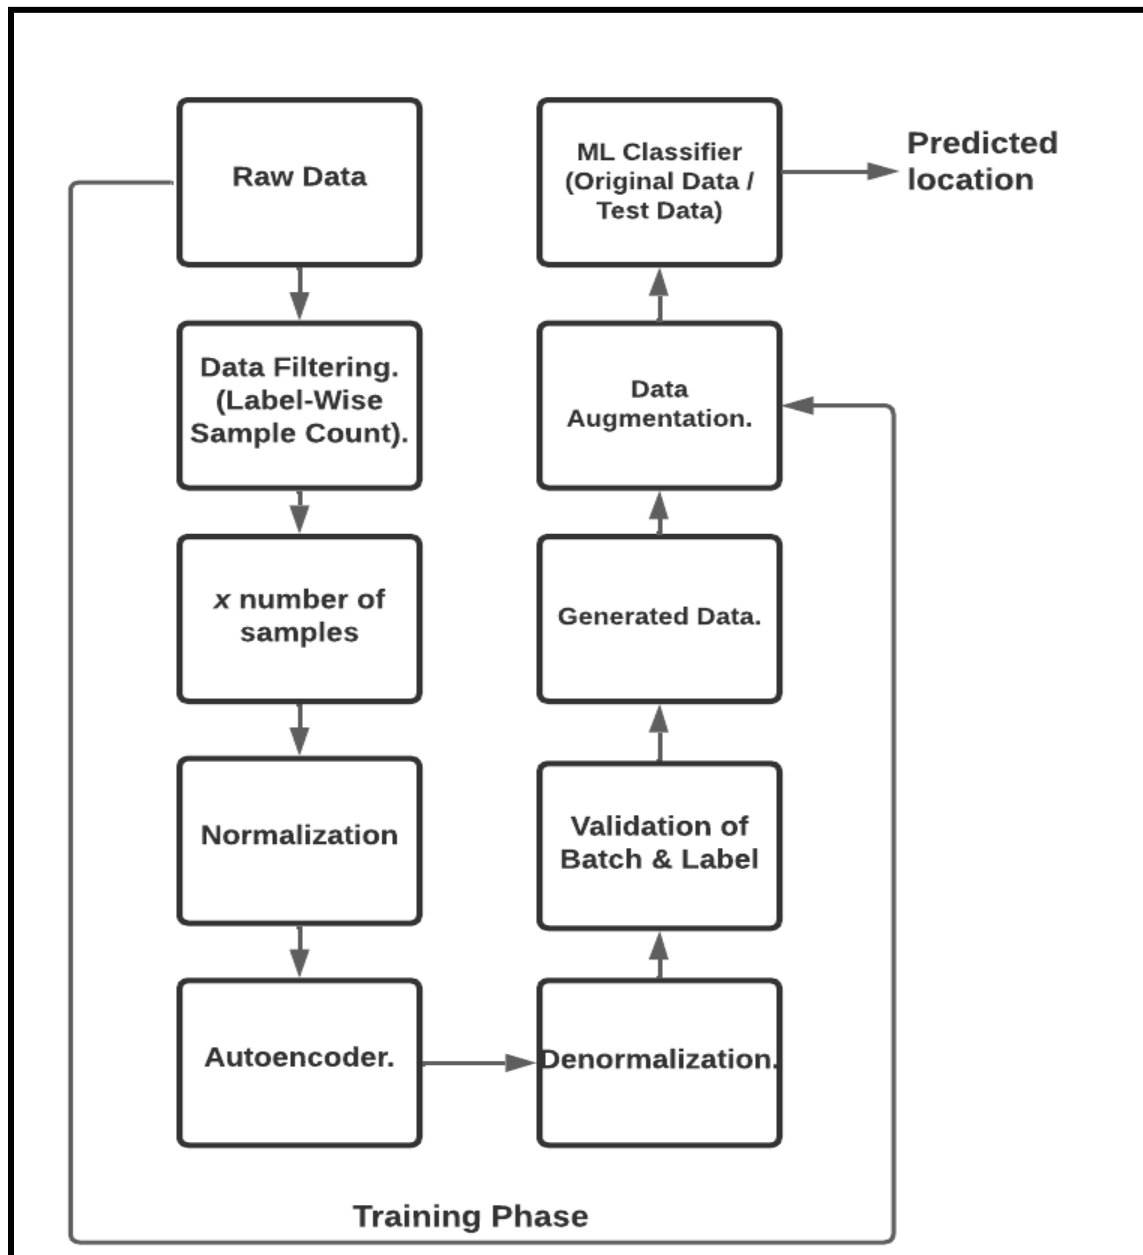 Raw Data
Data Filtering.
(Label-Wise
Sample Count).
x number of
samples
Normalization
Autoencoder.
Denormalization.
Validation of
Batch & Label
Generated Data.
Data
Augmentation.
ML Classifier
(Original Data /
Test Data)
Predicted
location
Training Phase